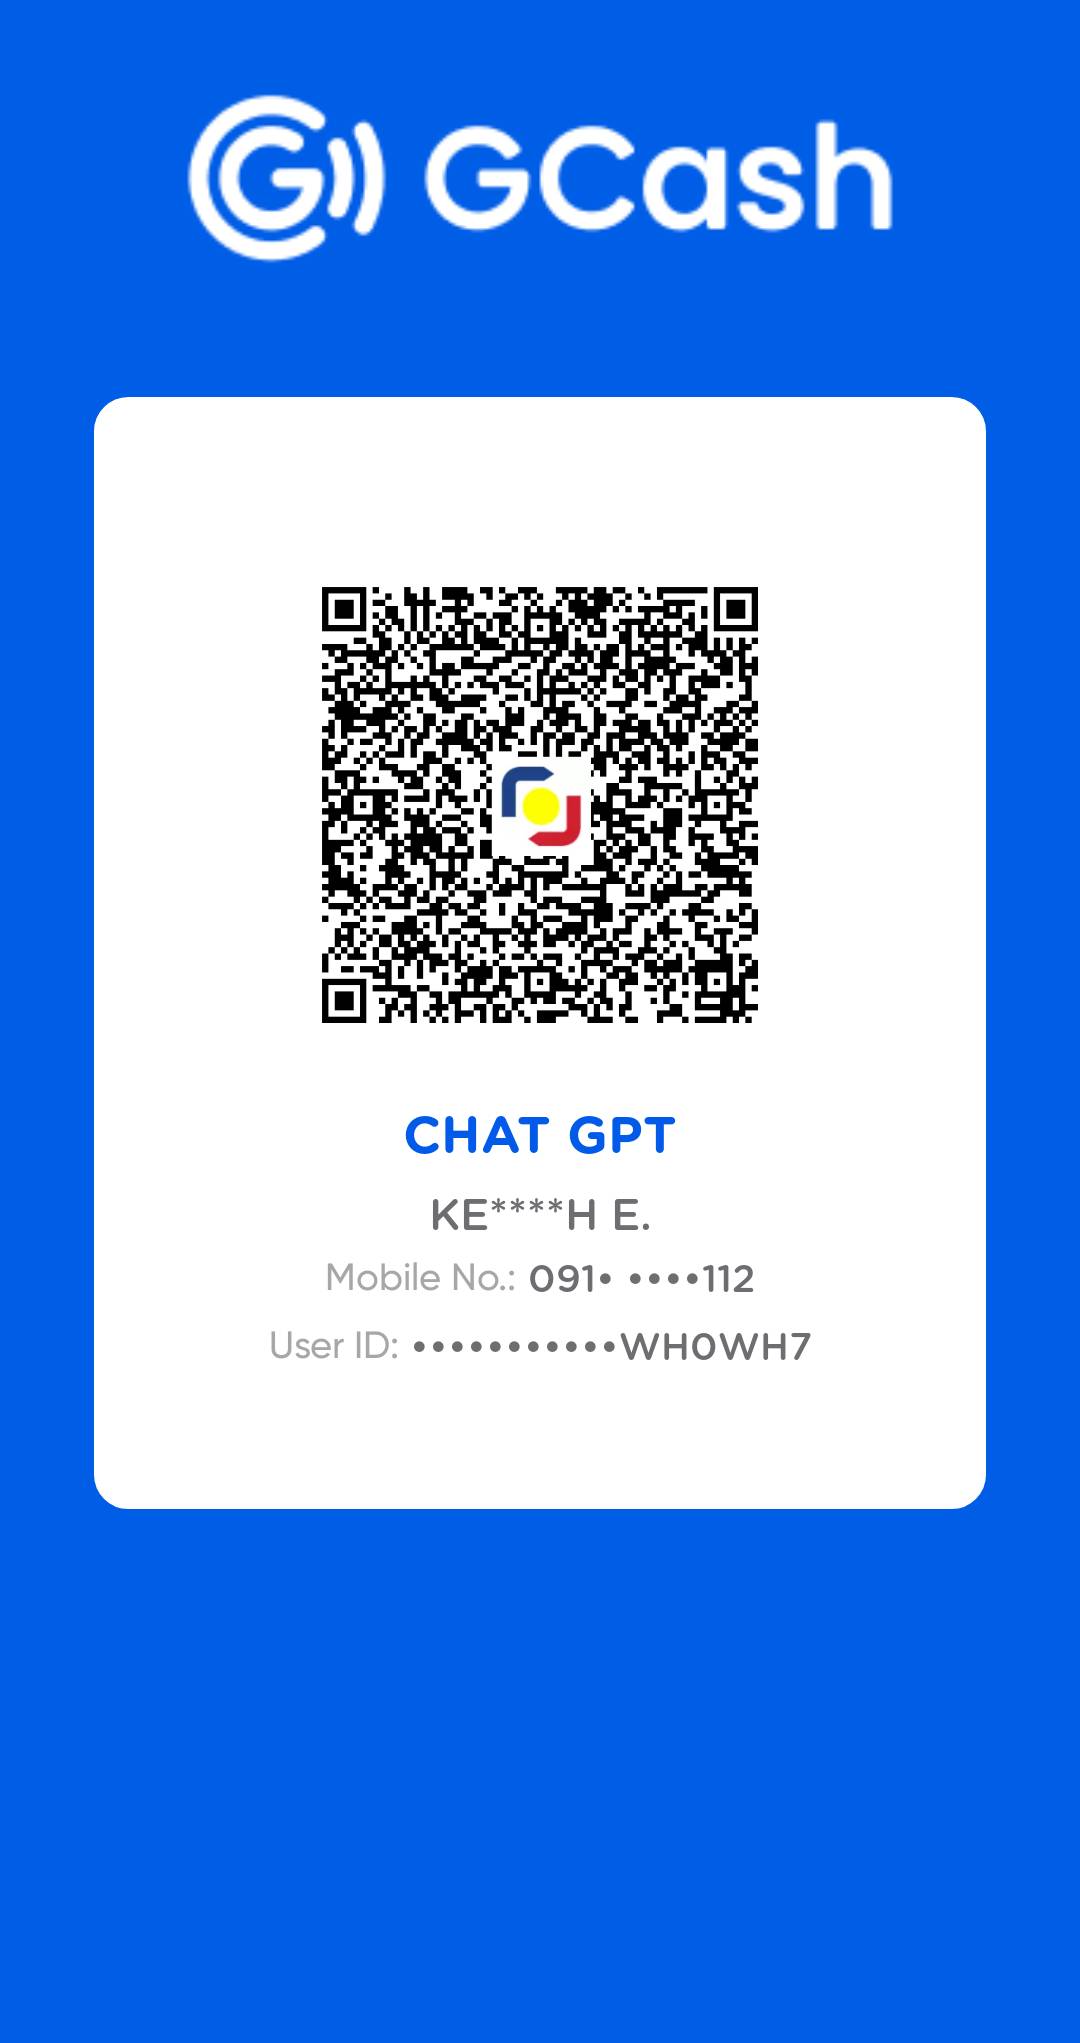 GCash
CHAT GPT
KE****H E.
Mobile No.: 091• ••••112
User ID: •••••••••••WH0WH7